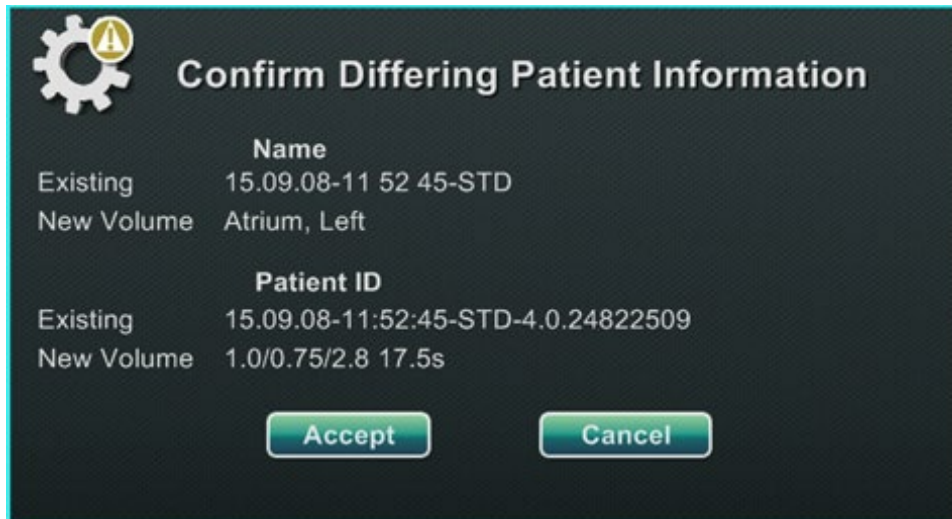 Confirm Differing Patient Information
Name
Existing 15.09.08-11 52 45-STD
New Volume Atrium, Left
Patient ID
Existing 15.09.08-11:52:45-STD-4.0.24822509
New Volume 1.0/0.75/2.8 17.5s
Accept Cancel